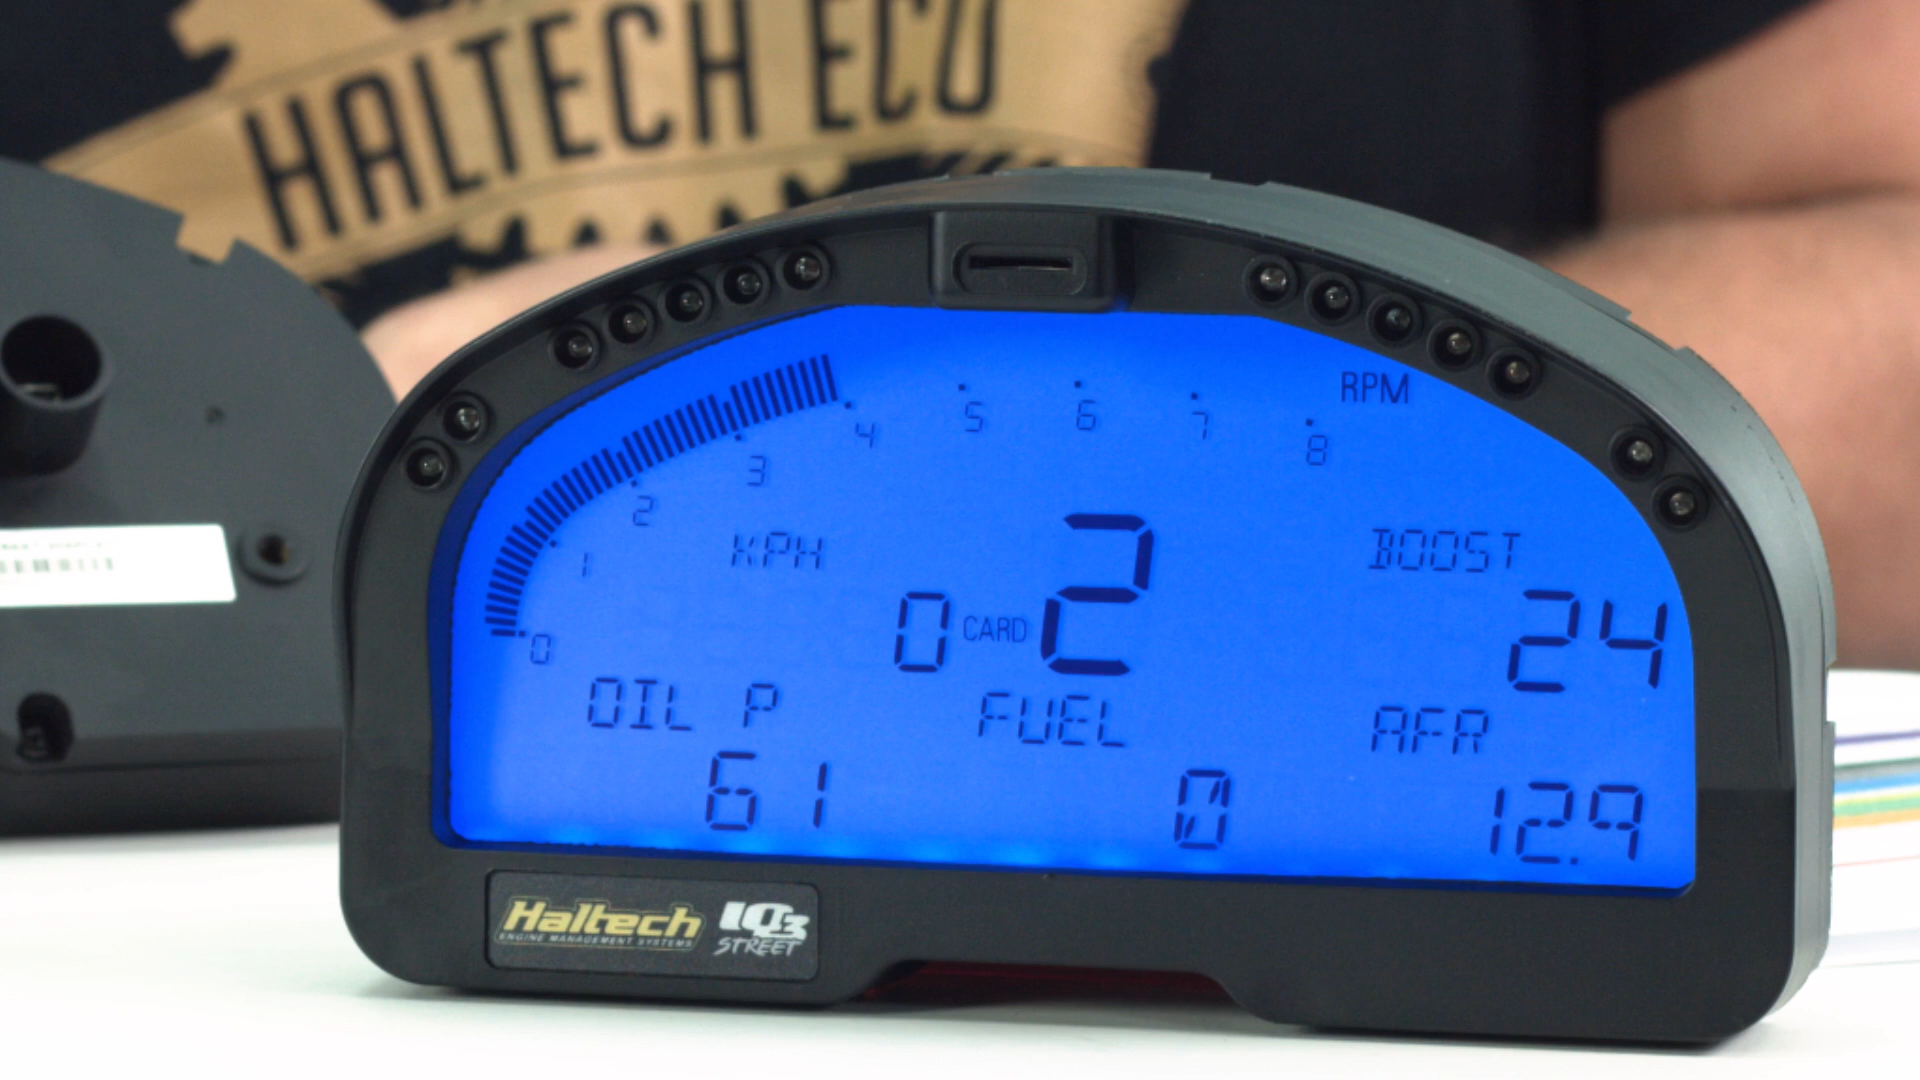 HALTECH ECU
RPM
0 1 2 3 4 5 6 7 8
KPH
0
CARD
2
BOOST
24
OIL P
61
FUEL
0
AFR
12.9
Haltech
ENGINE MANAGEMENT SYSTEMS
IQ3
STREET